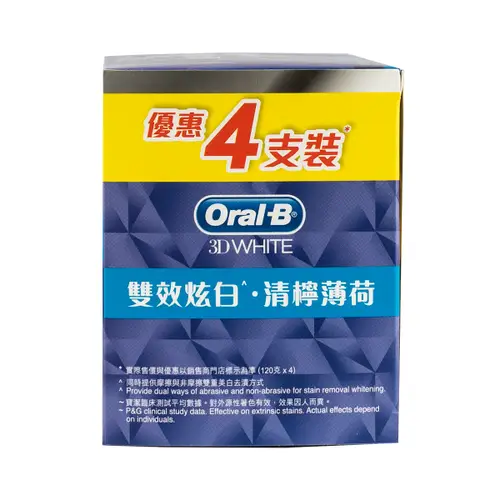 優惠4支裝*
Oral-B®
3DWHITE
雙效炫白^·清檸薄荷
* 實際售價與優惠以銷售商門店標示為準 (120克 x 4)
^ 同時提供摩擦與非摩擦雙重美白去漬方式
^ Provide dual ways of abrasive and non-abrasive for stain removal whitening.
~ 寶潔臨床測試平均數據。對外源性著色有效，效果因人而異。
~ P&G clinical study data. Effective on extrinsic stains. Actual effects depend
on individuals.